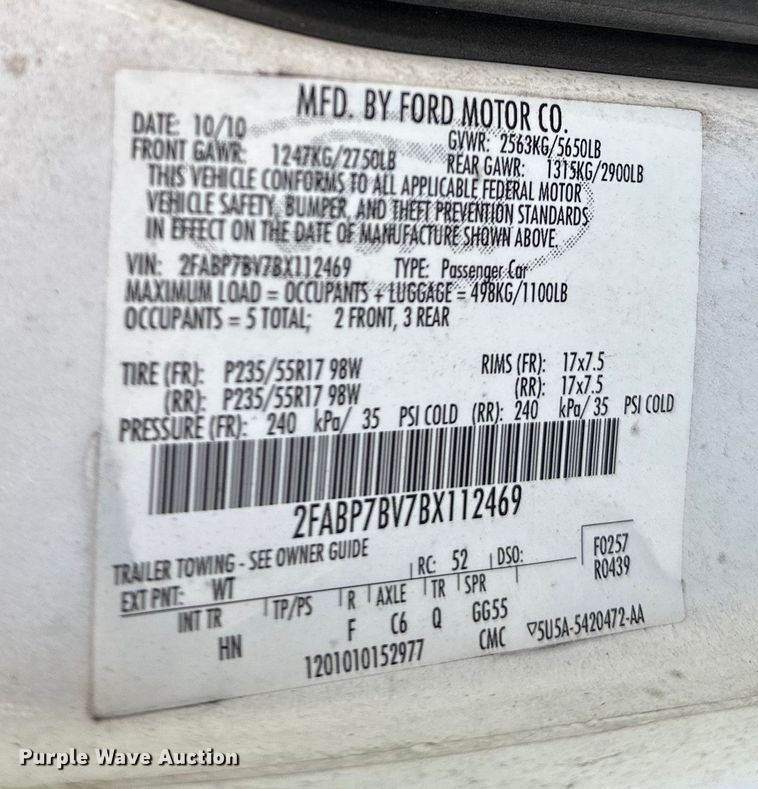 MFD. BY FORD MOTOR CO.
DATE: 10/10 GVWR: 2563KG/5650LB
FRONT GAWR: 1247KG/2750LB REAR GAWR: 1315KG/2900LB
THIS VEHICLE CONFORMS TO ALL APPLICABLE FEDERAL MOTOR
VEHICLE SAFETY, BUMPER, AND THEFT PREVENTION STANDARDS
IN EFFECT ON THE DATE OF MANUFACTURE SHOWN ABOVE.
VIN: 2FABP7BV7BX112469 TYPE: Passenger Car
MAXIMUM LOAD = OCCUPANTS + LUGGAGE = 498KG/1100LB
OCCUPANTS = 5 TOTAL; 2 FRONT, 3 REAR
TIRE (FR): P235/55R17 98W RIMS (FR): 17x7.5
(RR): P235/55R17 98W (RR): 17x7.5
PRESSURE (FR): 240 kPa/ 35 PSI COLD (RR): 240 kPa/ 35 PSI COLD
2FABP7BV7BX112469
TRAILER TOWING - SEE OWNER GUIDE
F0257
EXT PNT: WT RC: 52 DSO: R0439
INT TR TP/PS R AXLE TR SPR
HN F C6 Q GG55
1201010152977 CMC ▽5U5A-5420472-AA
Purple Wave Auction